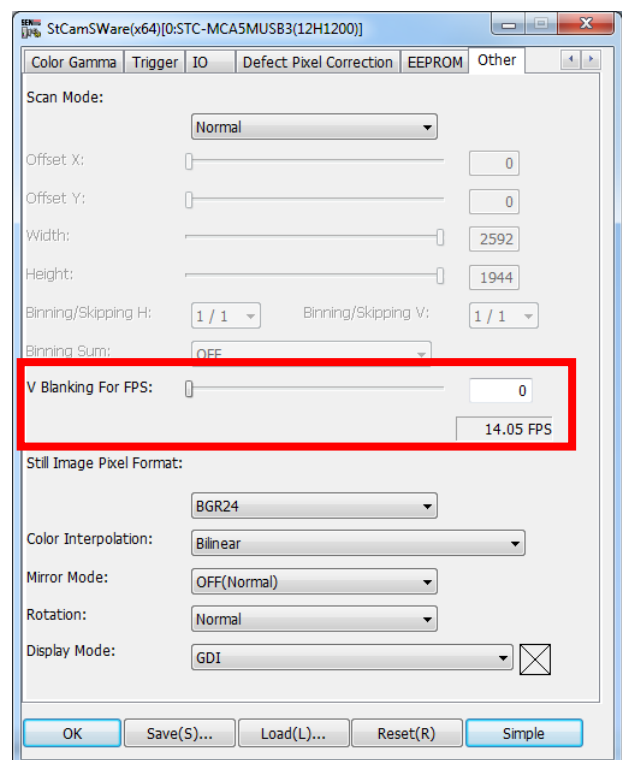 StCamSWare(x64)[0:STC-MCA5MUSB3(12H1200)]
Color Gamma Trigger IO Defect Pixel Correction EEPROM Other
Scan Mode:
Normal
Offset X: 0
Offset Y: 0
Width: 2592
Height: 1944
Binning/Skipping H: 1 / 1 Binning/Skipping V: 1 / 1
Binning Sum: OFF
V Blanking For FPS: 0
14.05 FPS
Still Image Pixel Format:
BGR24
Color Interpolation: Bilinear
Mirror Mode: OFF(Normal)
Rotation: Normal
Display Mode: GDI
OK Save(S)... Load(L)... Reset(R) Simple